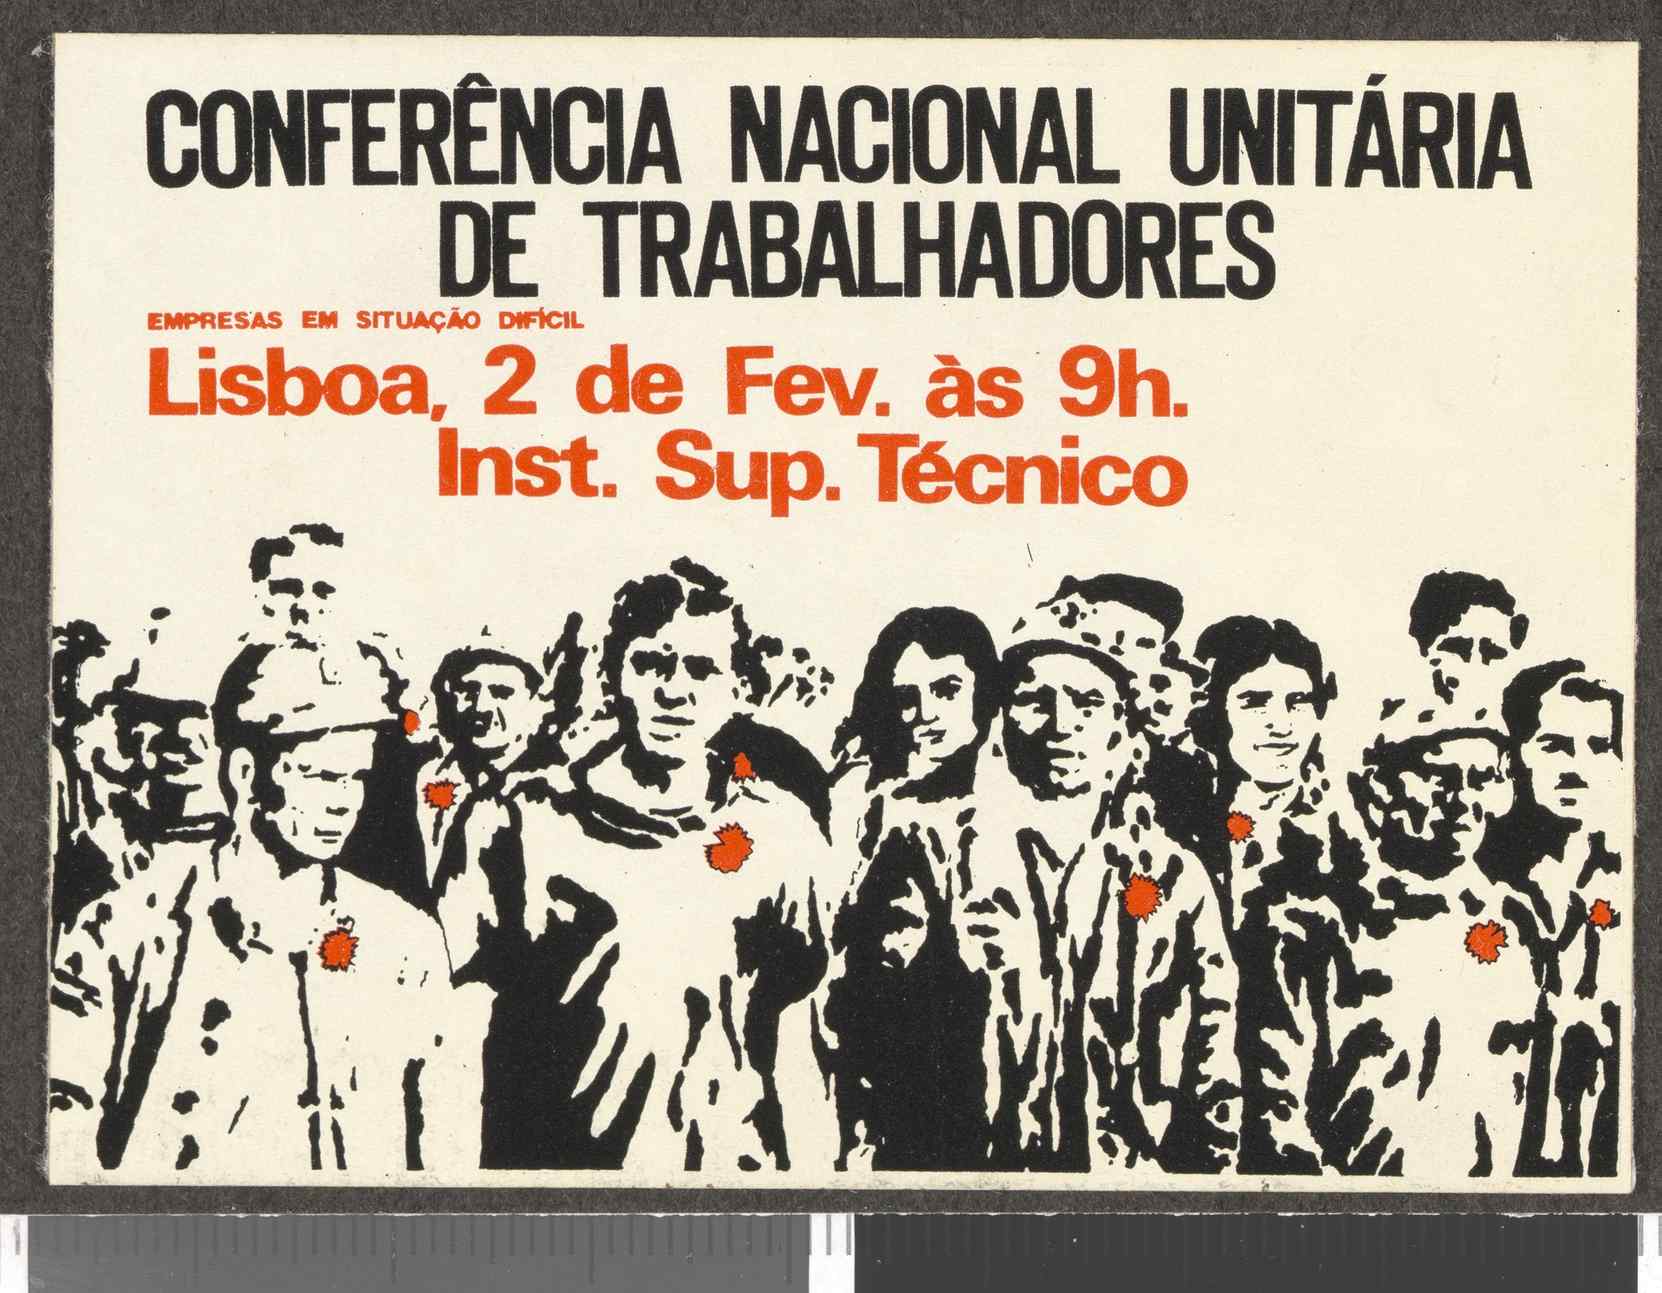 CONFERÊNCIA NACIONAL UNITÁRIA
DE TRABALHADORES
EMPRESAS EM SITUAÇÃO DIFÍCIL
Lisboa, 2 de Fev. às 9h.
Inst. Sup. Técnico